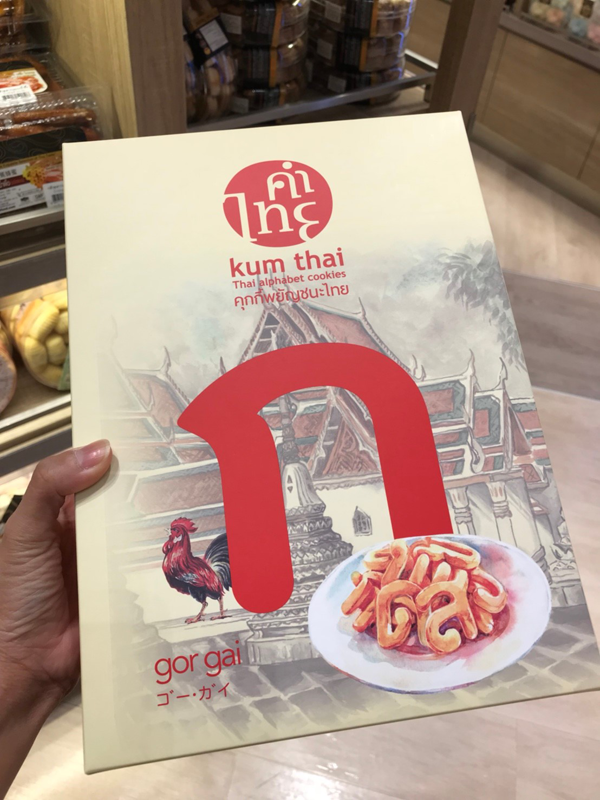 คำ
ไทย
kum thai
Thai alphabet cookies
คุกกี้พยัญชนะไทย
ก
gor gai
ゴー・ガイ